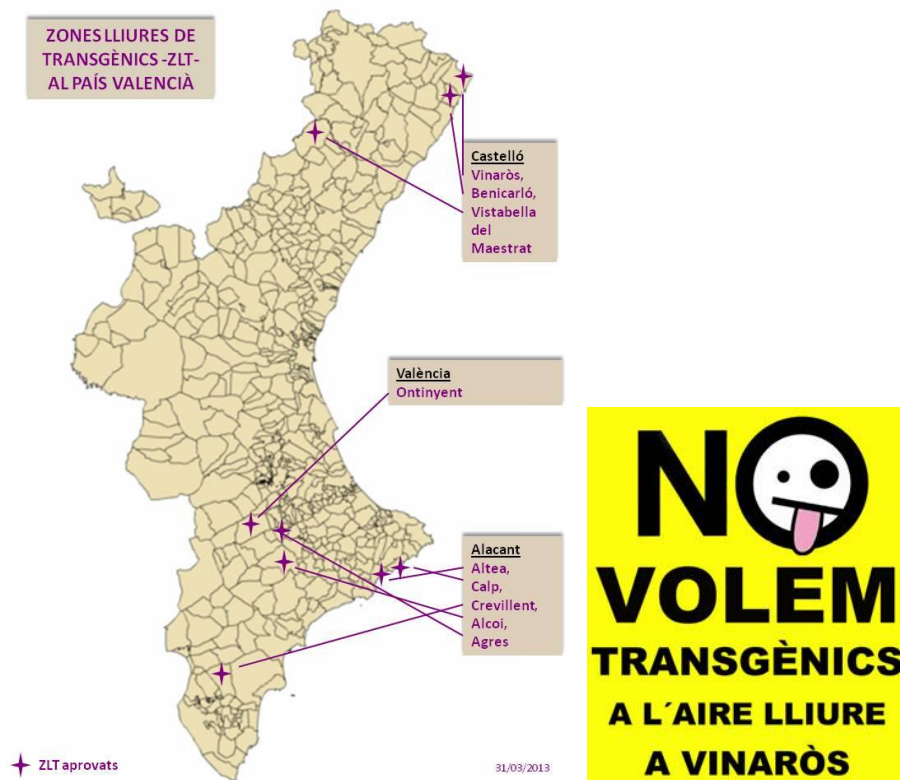 ZONES LLIURES DE
TRANSGÈNICS -ZLT-
AL PAÍS VALENCIÀ
Castelló
Vinaròs,
Benicarló,
Vistabella
del
Maestrat
València
Ontinyent
Alacant
Altea,
Calp,
Crevillent,
Alcoi,
Agres
ZLT aprovats
31/03/2013
NO
VOLEM
TRANSGÈNICS
A L´AIRE LLIURE
A VINARÒS